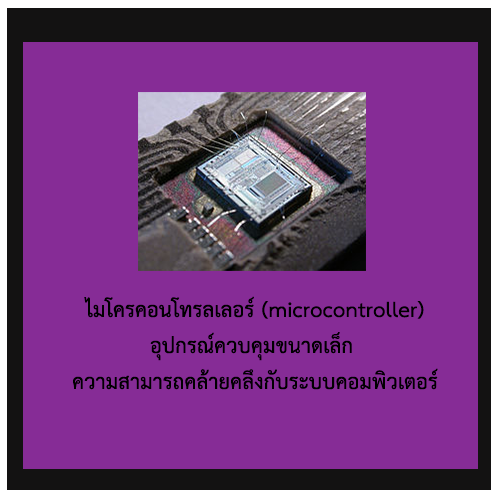 ไมโครคอนโทรลเลอร์ (microcontroller)
อุปกรณ์ควบคุมขนาดเล็ก
ความสามารถคล้ายคลึงกับระบบคอมพิวเตอร์